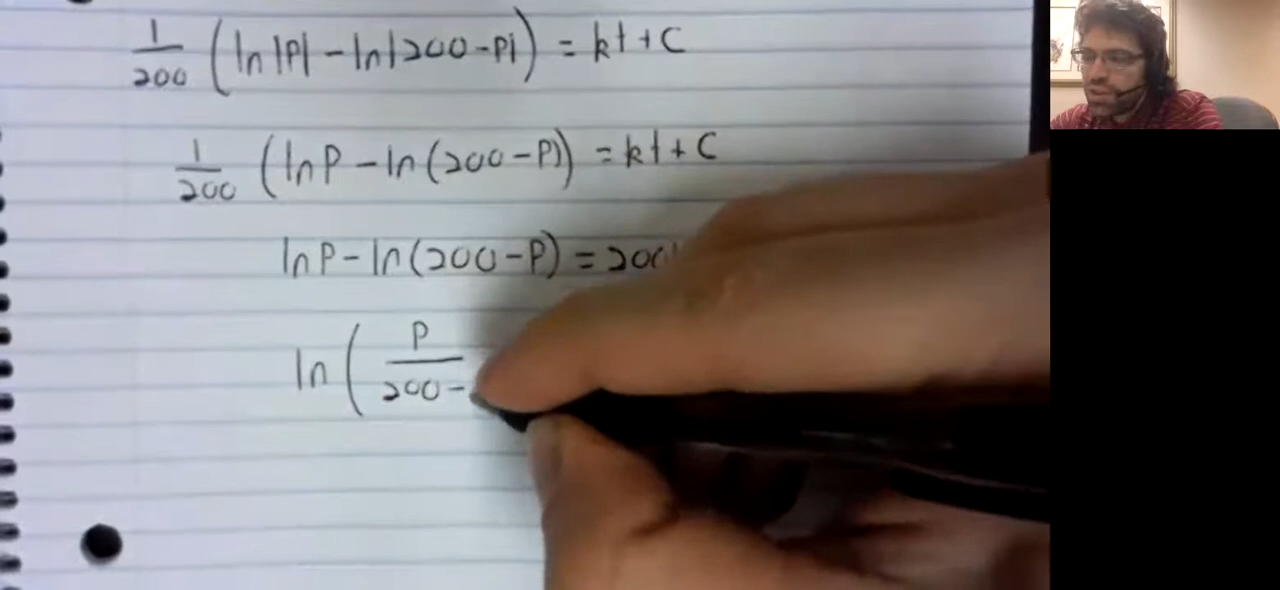 1/200 (ln|P| - ln|200-P|) = kt + C
1/200 (ln P - ln(200-P)) = kt + C
ln P - ln(200-P) = 200
ln ( P/200-